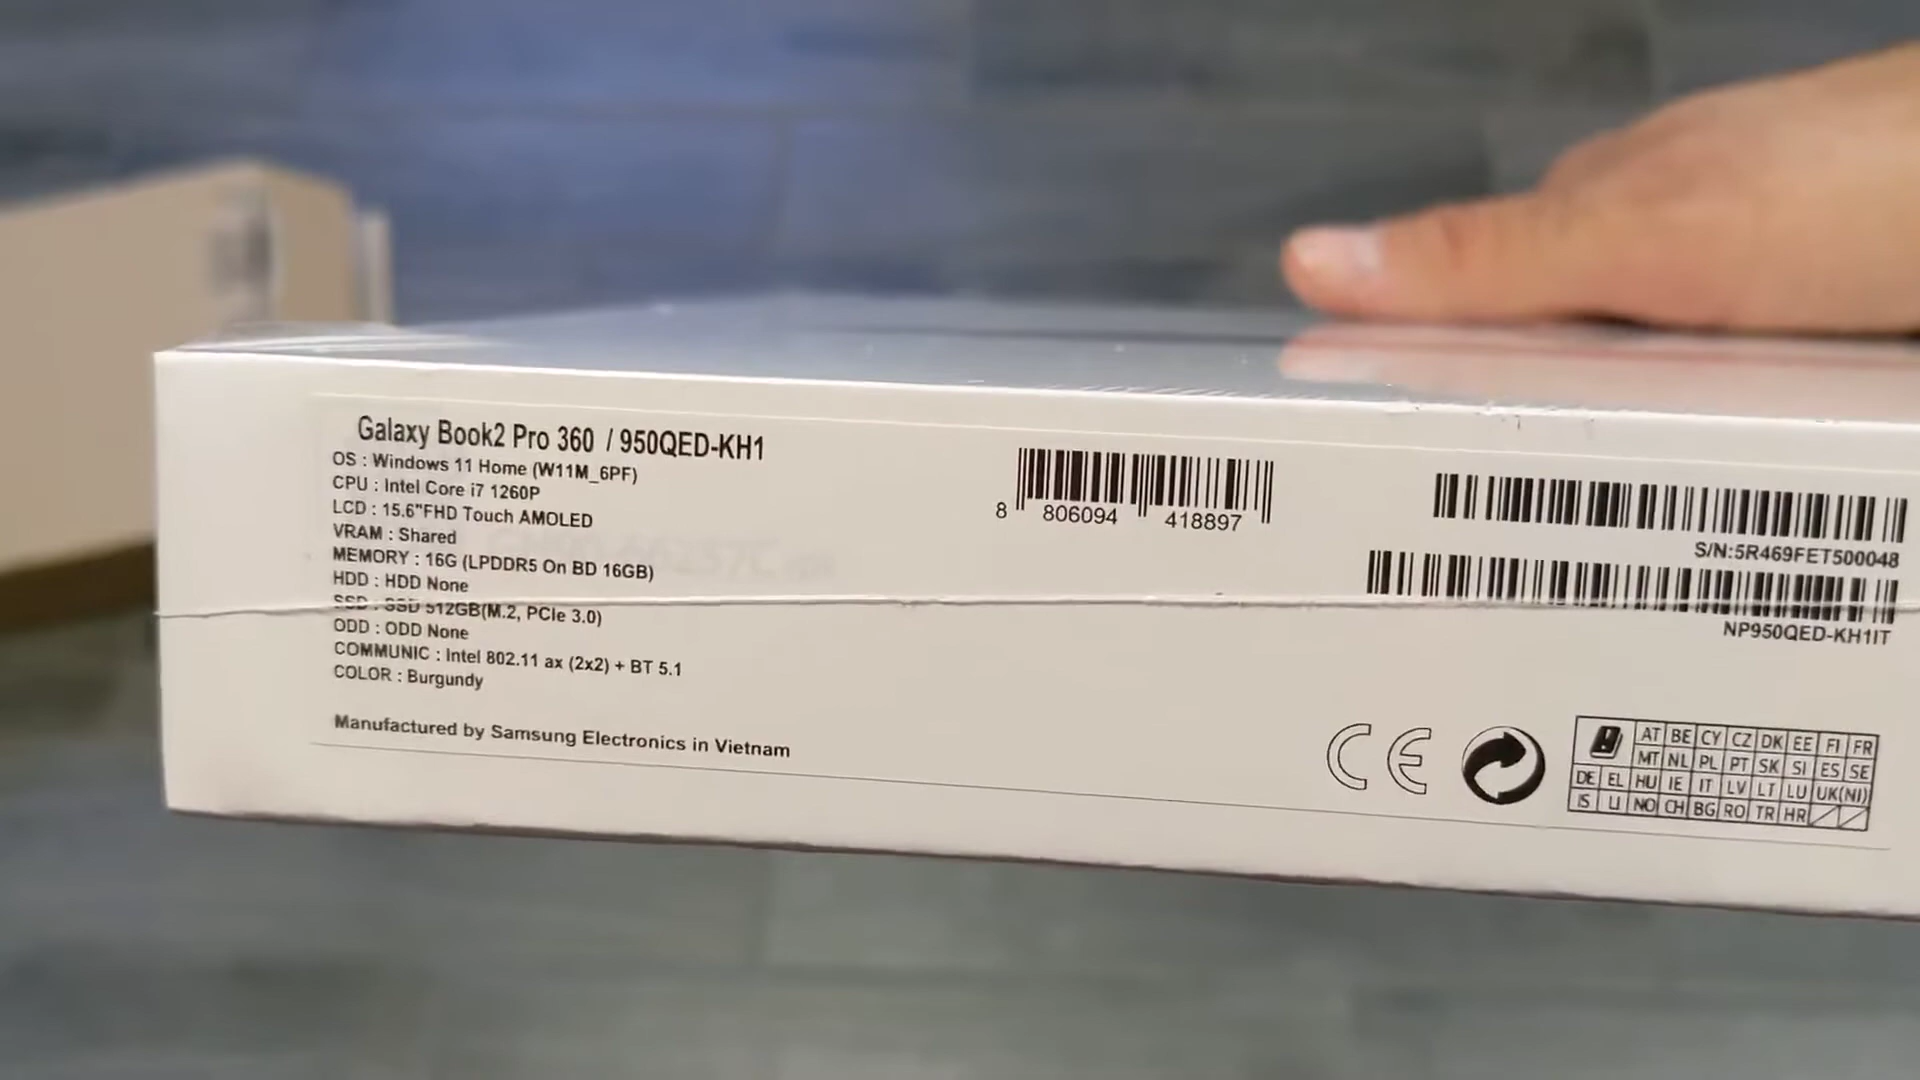 Galaxy Book2 Pro 360 / 950QED-KH1
OS : Windows 11 Home (W11M_6PF)
CPU : Intel Core i7 1260P
LCD : 15.6"FHD Touch AMOLED
VRAM : Shared
MEMORY : 16G (LPDDR5 On BD 16GB)
HDD : HDD None
SSD : SSD 512GB(M.2, PCIe 3.0)
ODD : ODD None
COMMUNIC : Intel 802.11 ax (2x2) + BT 5.1
COLOR : Burgundy
Manufactured by Samsung Electronics in Vietnam
8 806094 418897
S/N:5R469FET500048
NP950QED-KH1IT
CE
AT BE CY CZ DK EE FI FR
MT NL PL PT SK SI ES SE
DE EL HU IE IT LV LT LU UK(NI)
IS LI NO CH BG RO TR HR